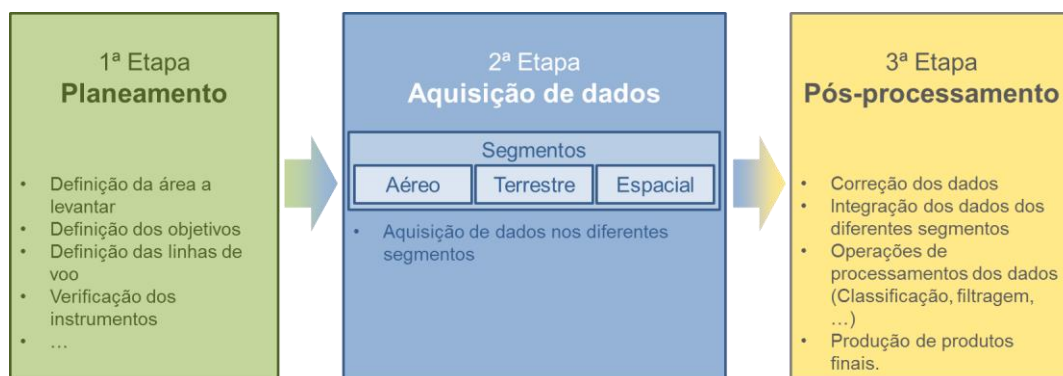 1ª Etapa
Planeamento
• Definição da área a
levantar
• Definição dos objetivos
• Definição das linhas de
voo
• Verificação dos
instrumentos
• …
2ª Etapa
Aquisição de dados
Segmentos
Aéreo
Terrestre
Espacial
• Aquisição de dados nos diferentes
segmentos
3ª Etapa
Pós-processamento
• Correção dos dados
• Integração dos dados dos
diferentes segmentos
• Operações de
processamentos dos dados
(Classificação, filtragem,
…)
• Produção de produtos
finais.